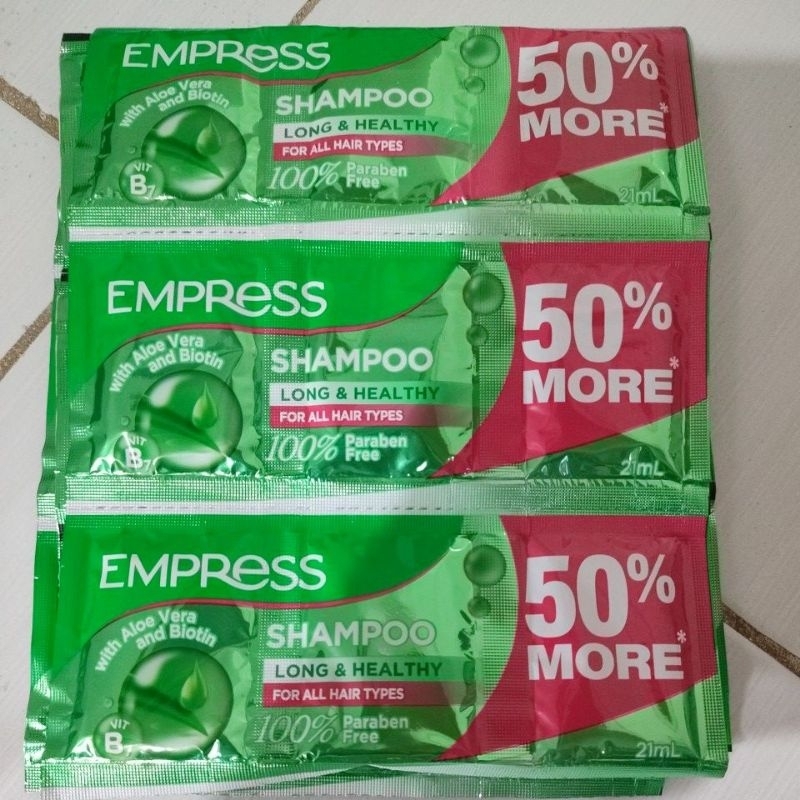 EMPRESS
with Aloe Vera
and Biotin
VIT
B7
SHAMPOO
LONG & HEALTHY
FOR ALL HAIR TYPES
100% Paraben
Free
50%
MORE*
21mL
EMPRESS
with Aloe Vera
and Biotin
VIT
B7
SHAMPOO
LONG & HEALTHY
FOR ALL HAIR TYPES
100% Paraben
Free
50%
MORE*
21mL
EMPRESS
with Aloe Vera
and Biotin
VIT
B
SHAMPOO
LONG & HEALTHY
FOR ALL HAIR TYPES
100% Paraben
Free
50%
MORE*
21mL